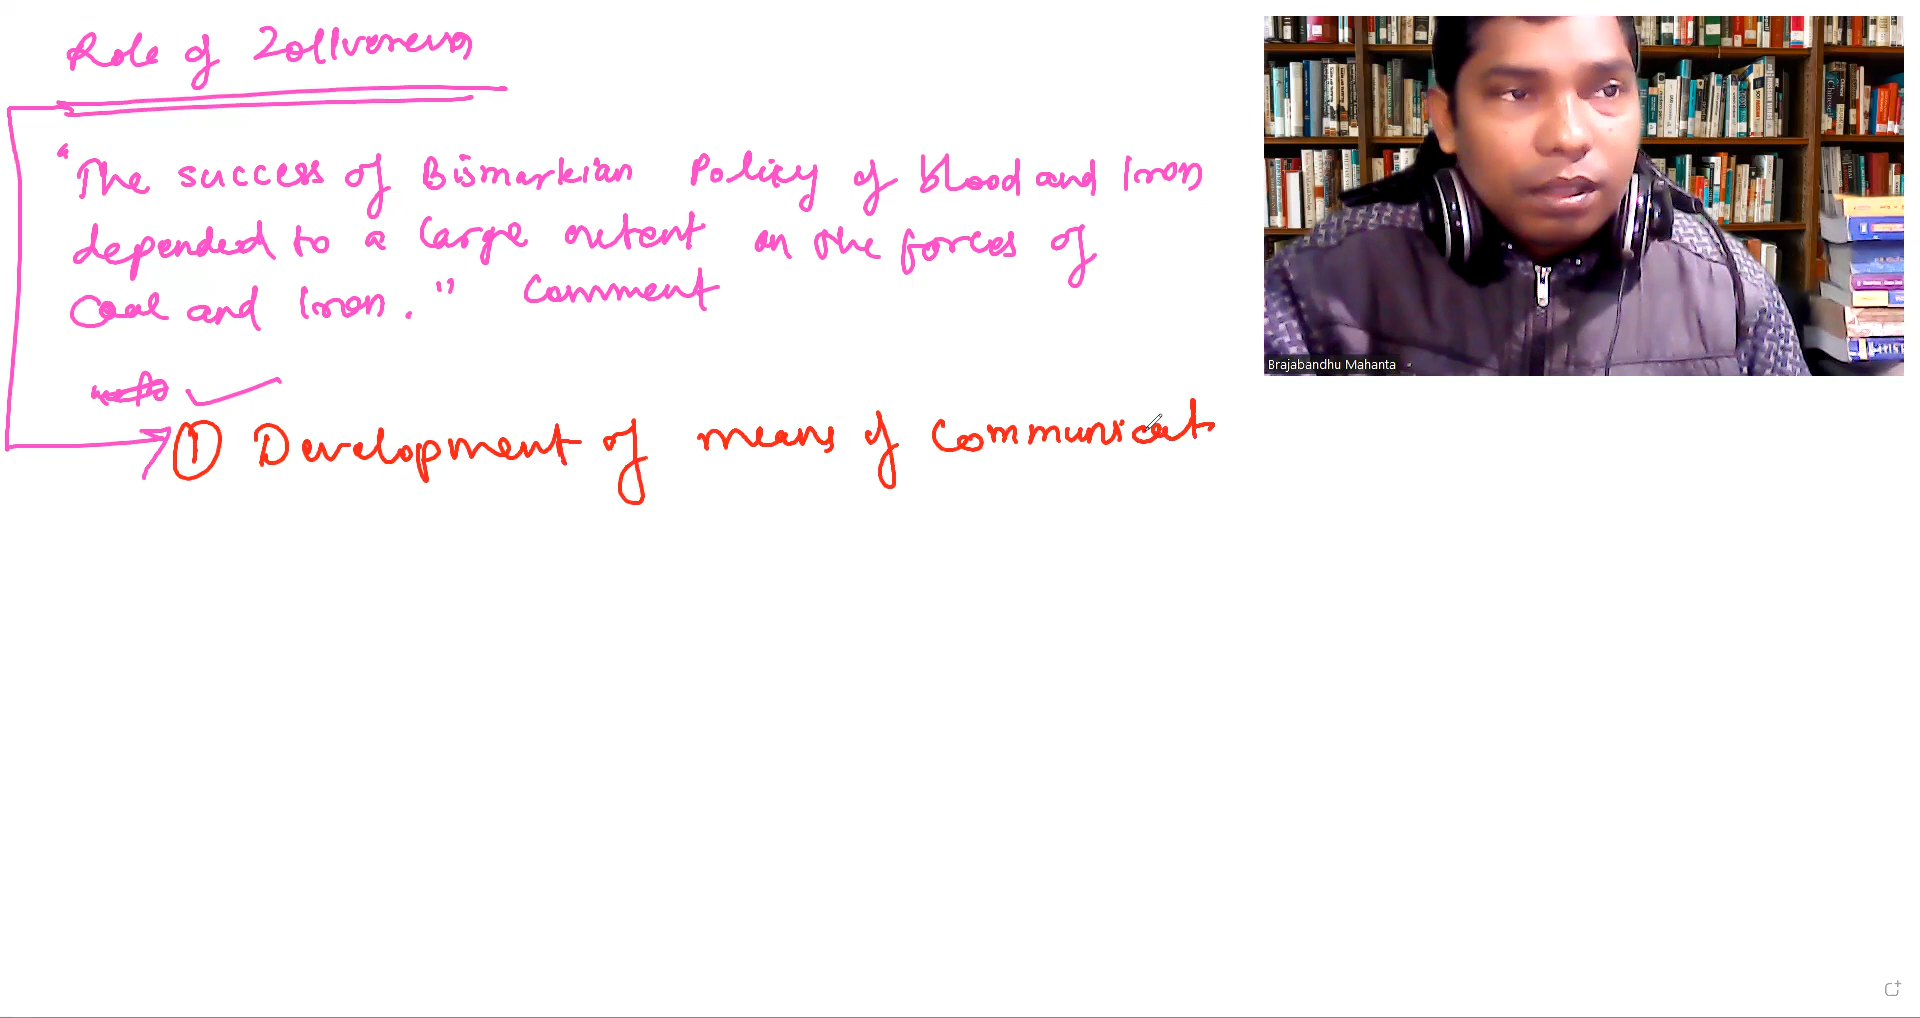 Role of Zollverein
"The success of Bismarkian Policy of blood and Iron
depended to a large extent on the forces of
Coal and Iron." Comment
① Development of means of Communicat
Brajabandhu Mahanta